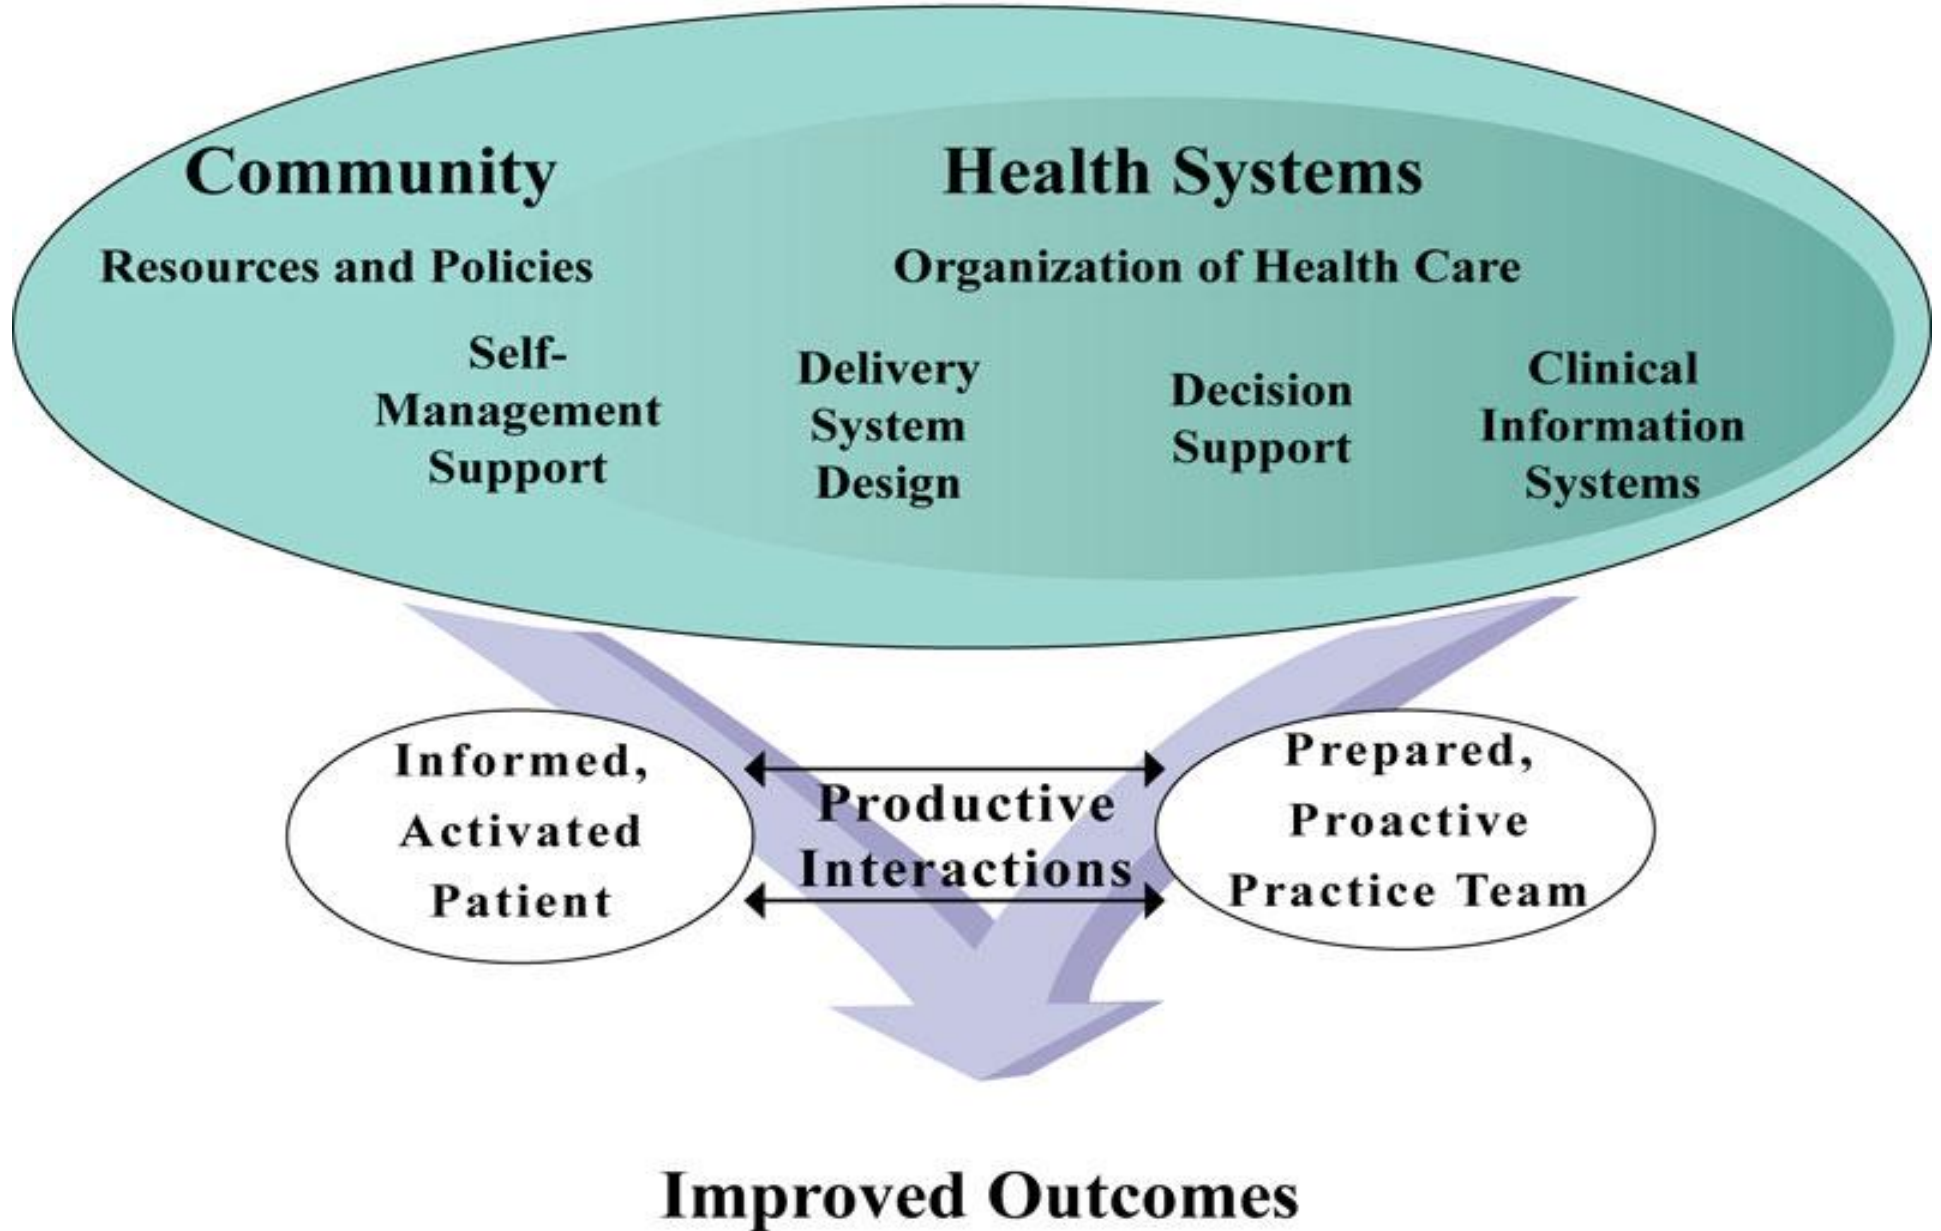 Community
Health Systems
Resources and Policies
Organization of Health Care
Self-
Management
Support
Delivery
System
Design
Decision
Support
Clinical
Information
Systems
Informed,
Activated
Patient
Productive
Interactions
Prepared,
Proactive
Practice Team
Improved Outcomes